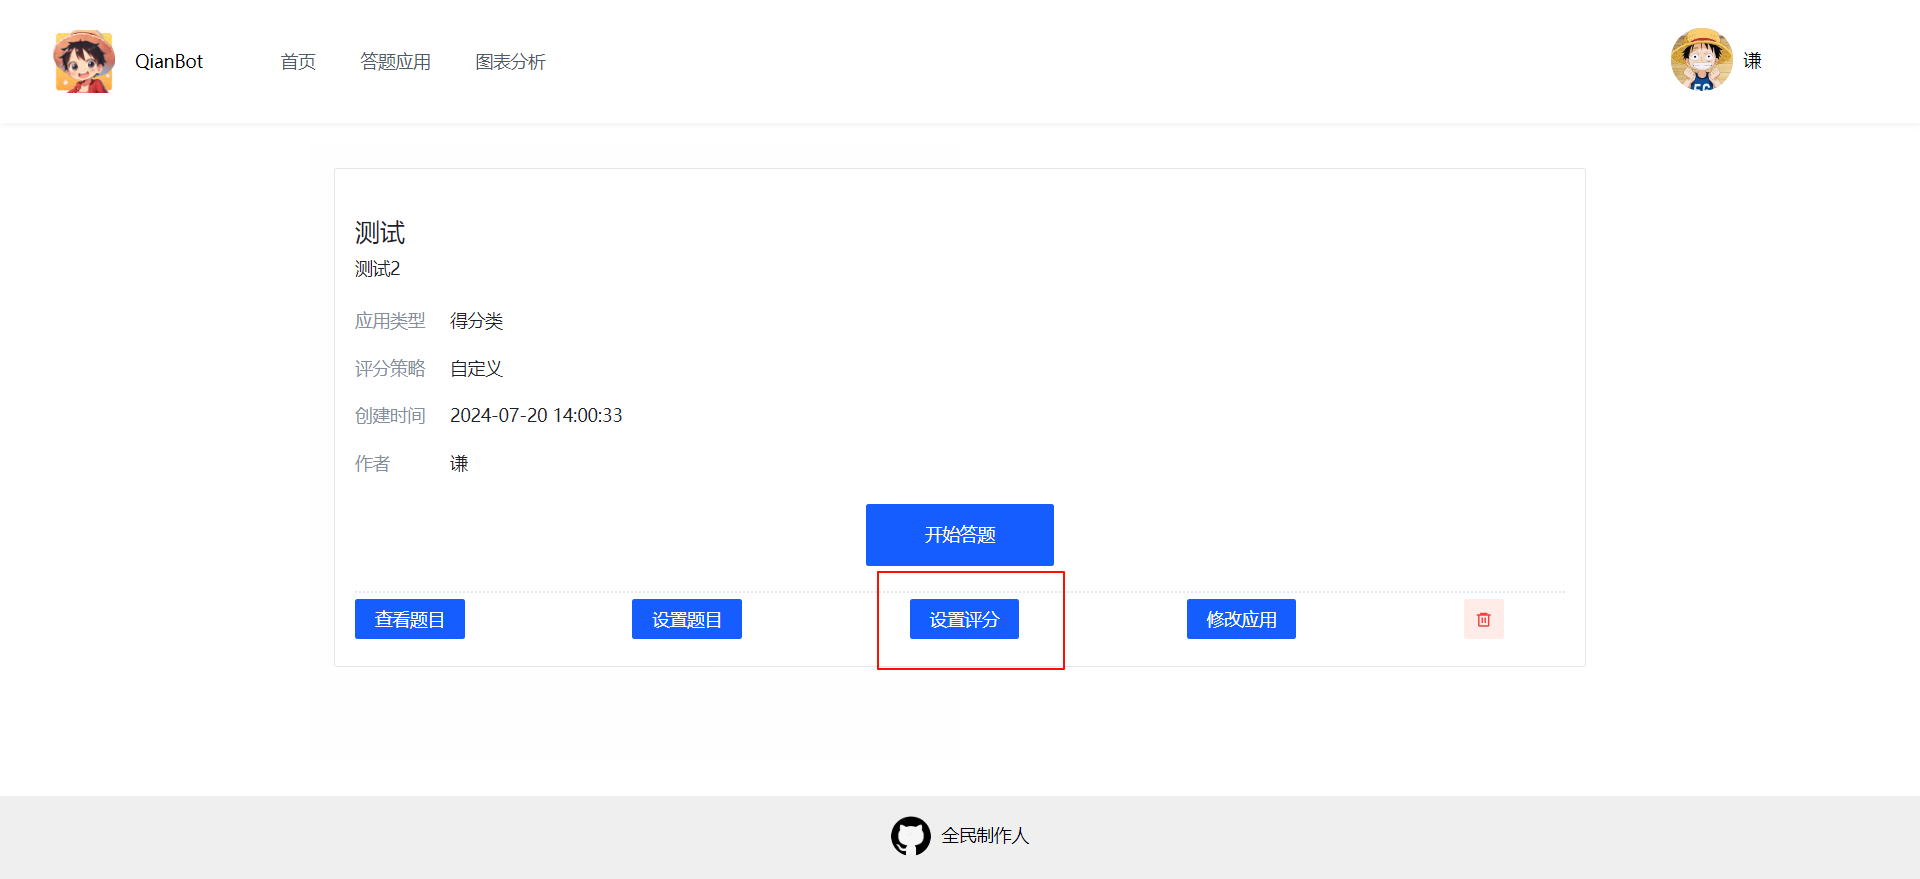 QianBot 首页 答题应用 图表分析 谦
测试
测试2
应用类型 得分类
评分策略 自定义
创建时间 2024-07-20 14:00:33
作者 谦
开始答题
查看题目 设置题目 设置评分 修改应用
全民制作人